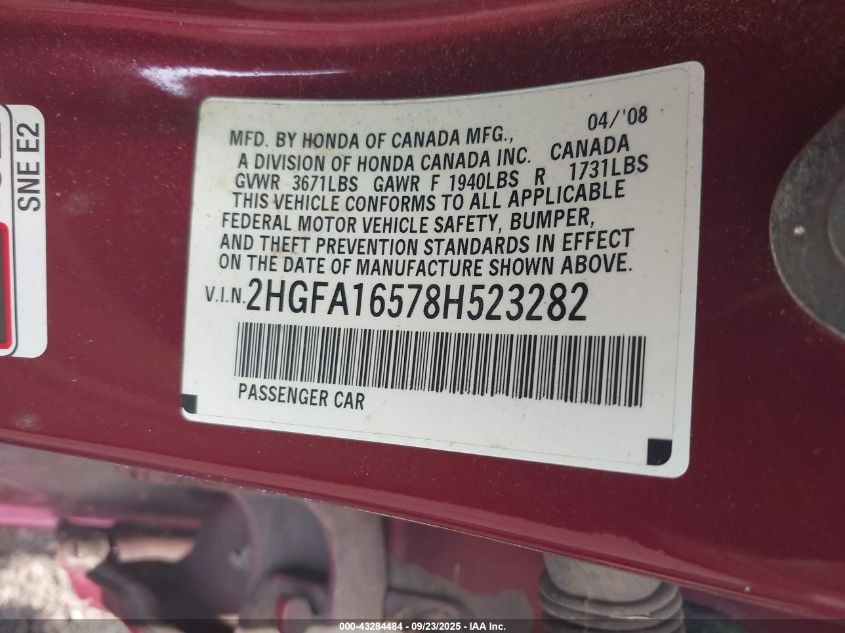 SNE E2
04/'08
MFD. BY HONDA OF CANADA MFG.,
A DIVISION OF HONDA CANADA INC. CANADA
GVWR 3671LBS GAWR F 1940LBS R 1731LBS
THIS VEHICLE CONFORMS TO ALL APPLICABLE
FEDERAL MOTOR VEHICLE SAFETY, BUMPER,
AND THEFT PREVENTION STANDARDS IN EFFECT
ON THE DATE OF MANUFACTURE SHOWN ABOVE.
V.I.N. 2HGFA16578H523282
PASSENGER CAR
000-43284484 - 09/23/2025 - IAA Inc.